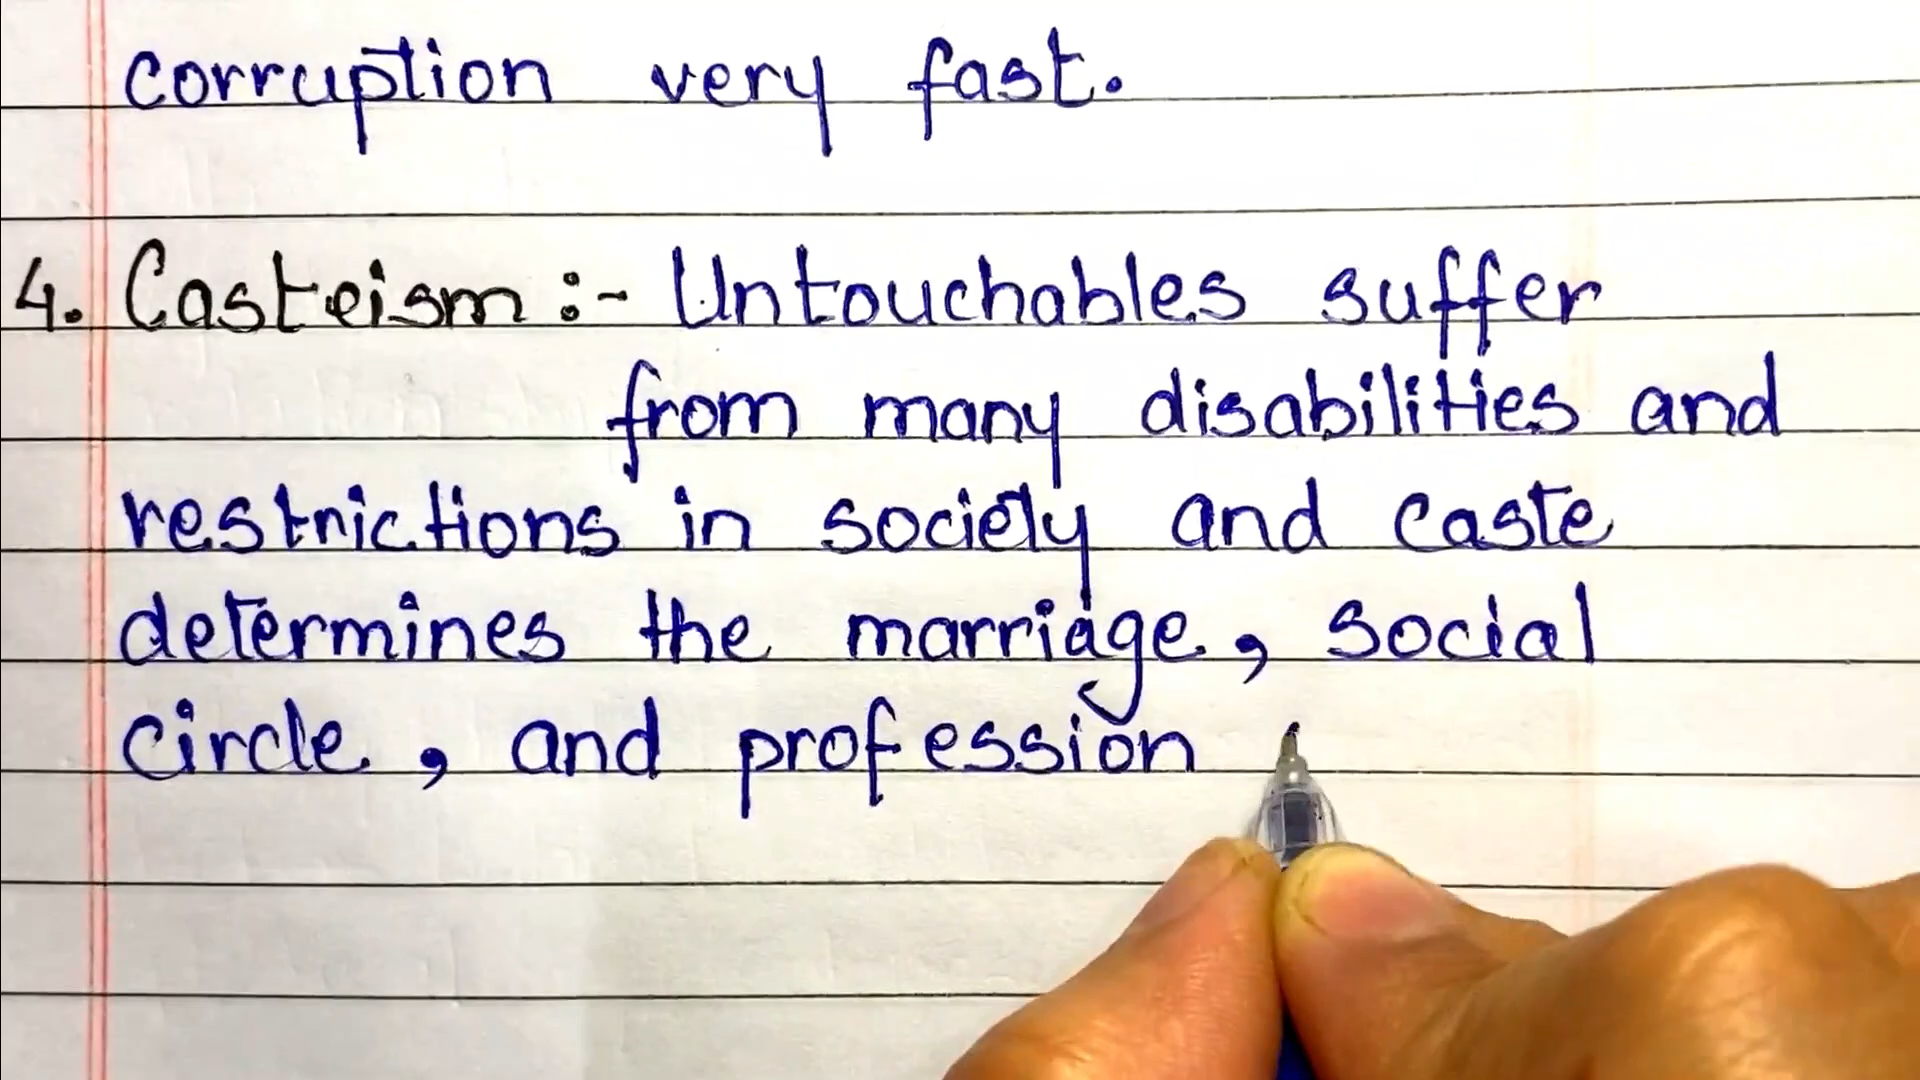 corruption very fast.
4. Casteism :- Untouchables suffer
from many disabilities and
restrictions in society and caste
determines the marriage, social
circle, and profession